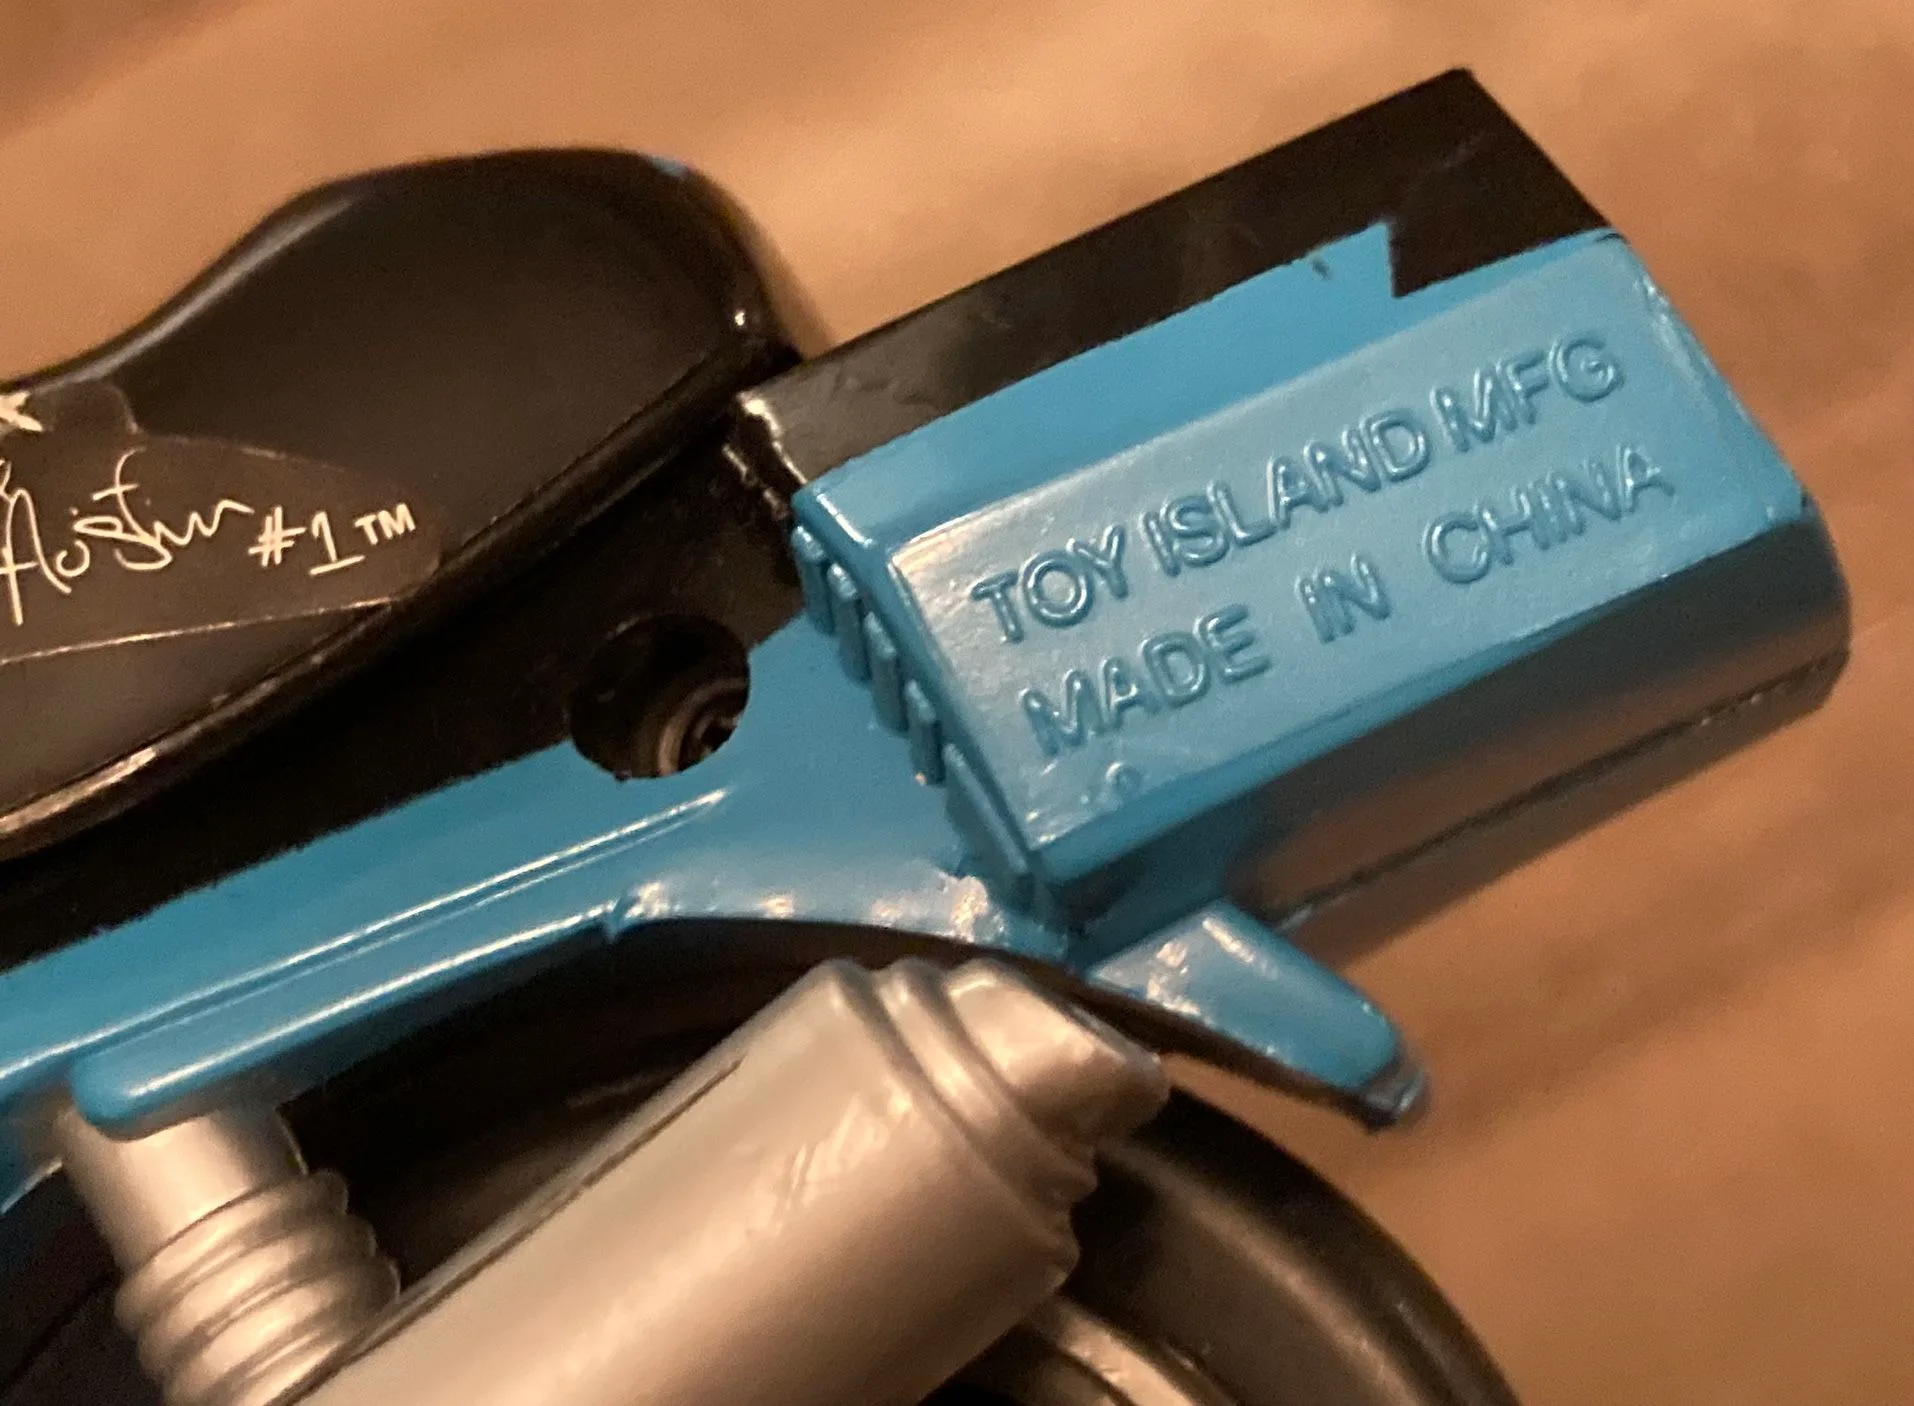 Austin #1™
TOY ISLAND MFG
MADE IN CHINA